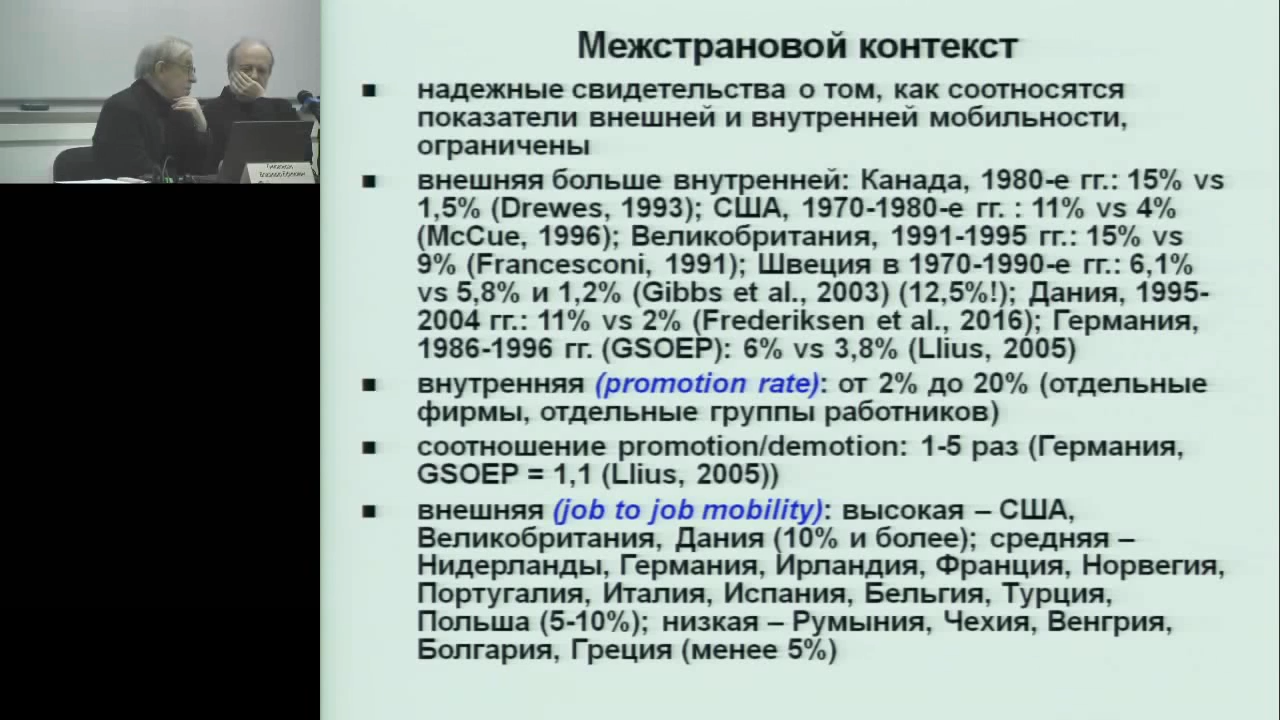 Межстрановой контекст
▪ надежные свидетельства о том, как соотносятся
показатели внешней и внутренней мобильности,
ограничены
▪ внешняя больше внутренней: Канада, 1980-е гг.: 15% vs
1,5% (Drewes, 1993); США, 1970-1980-е гг. : 11% vs 4%
(McCue, 1996); Великобритания, 1991-1995 гг.: 15% vs
9% (Francesconi, 1991); Швеция в 1970-1990-е гг.: 6,1%
vs 5,8% и 1,2% (Gibbs et al., 2003) (12,5%!); Дания, 1995-
2004 гг.: 11% vs 2% (Frederiksen et al., 2016); Германия,
1986-1996 гг. (GSOEP): 6% vs 3,8% (Llius, 2005)
▪ внутренняя (promotion rate): от 2% до 20% (отдельные
фирмы, отдельные группы работников)
▪ соотношение promotion/demotion: 1-5 раз (Германия,
GSOEP = 1,1 (Llius, 2005))
▪ внешняя (job to job mobility): высокая – США,
Великобритания, Дания (10% и более); средняя –
Нидерланды, Германия, Ирландия, Франция, Норвегия,
Португалия, Италия, Испания, Бельгия, Турция,
Польша (5-10%); низкая – Румыния, Чехия, Венгрия,
Болгария, Греция (менее 5%)